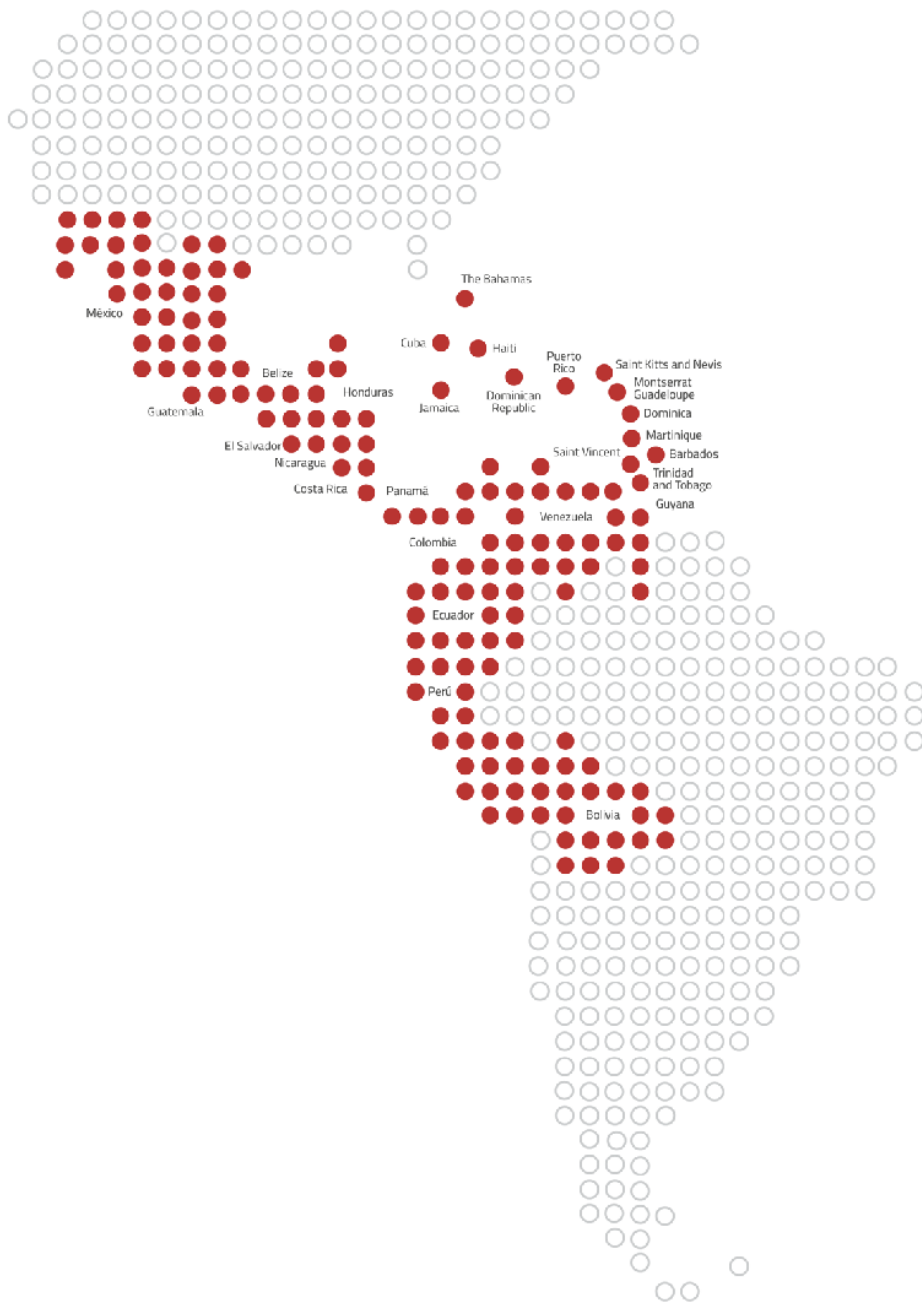 The Bahamas
México
Cuba
Haiti
Puerto
Rico
Saint Kitts and Nevis
Belize
Honduras
Jamaica
Dominican
Republic
Montserrat
Guadeloupe
Guatemala
Dominica
El Salvador
Martinique
Nicaragua
Saint Vincent
Barbados
Costa Rica
Panamá
Trinidad
and Tobago
Venezuela
Guyana
Colombia
Ecuador
Perú
Bolivia